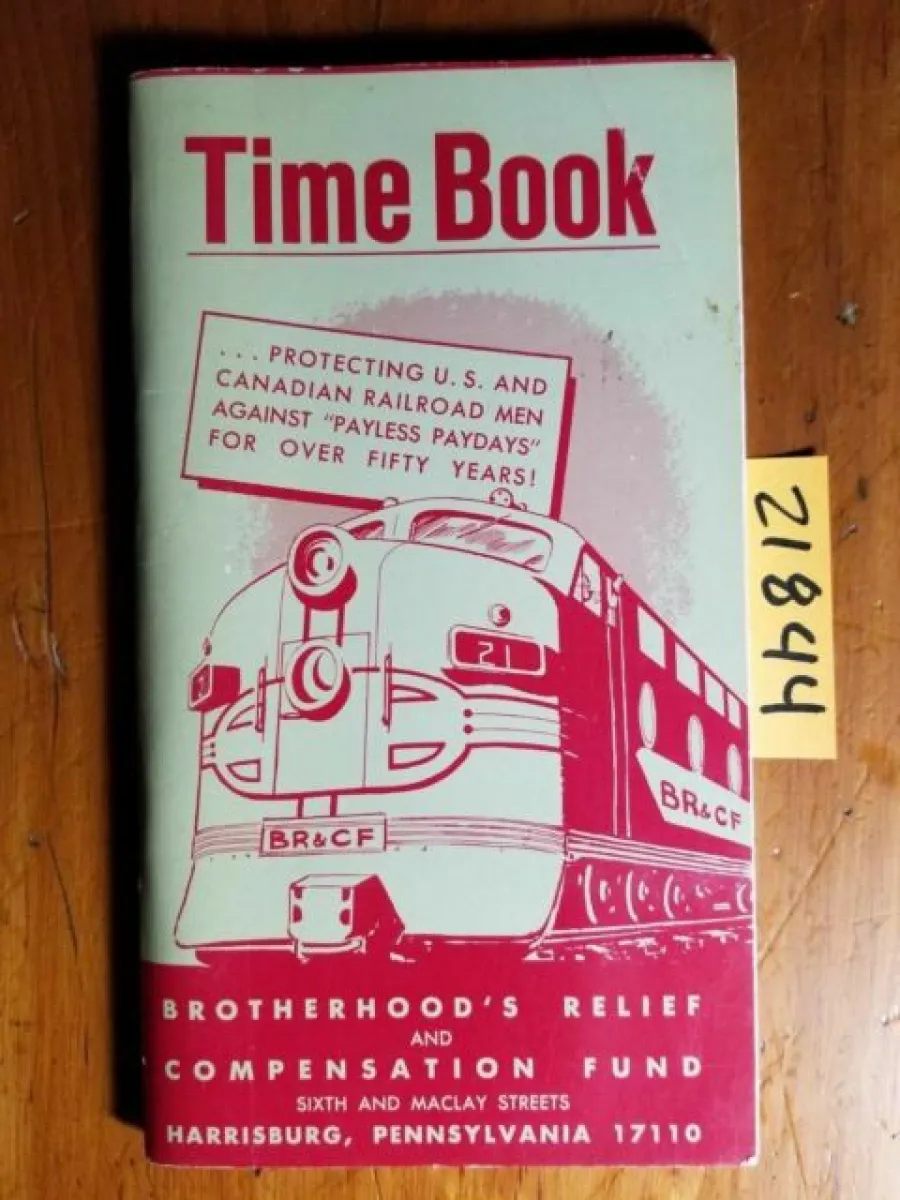 Time Book
. . . PROTECTING U. S. AND
CANADIAN RAILROAD MEN
AGAINST "PAYLESS PAYDAYS"
FOR OVER FIFTY YEARS!
21
BR&CF
BR&CF
21844
BROTHERHOOD'S RELIEF
AND
COMPENSATION FUND
SIXTH AND MACLAY STREETS
HARRISBURG, PENNSYLVANIA 17110